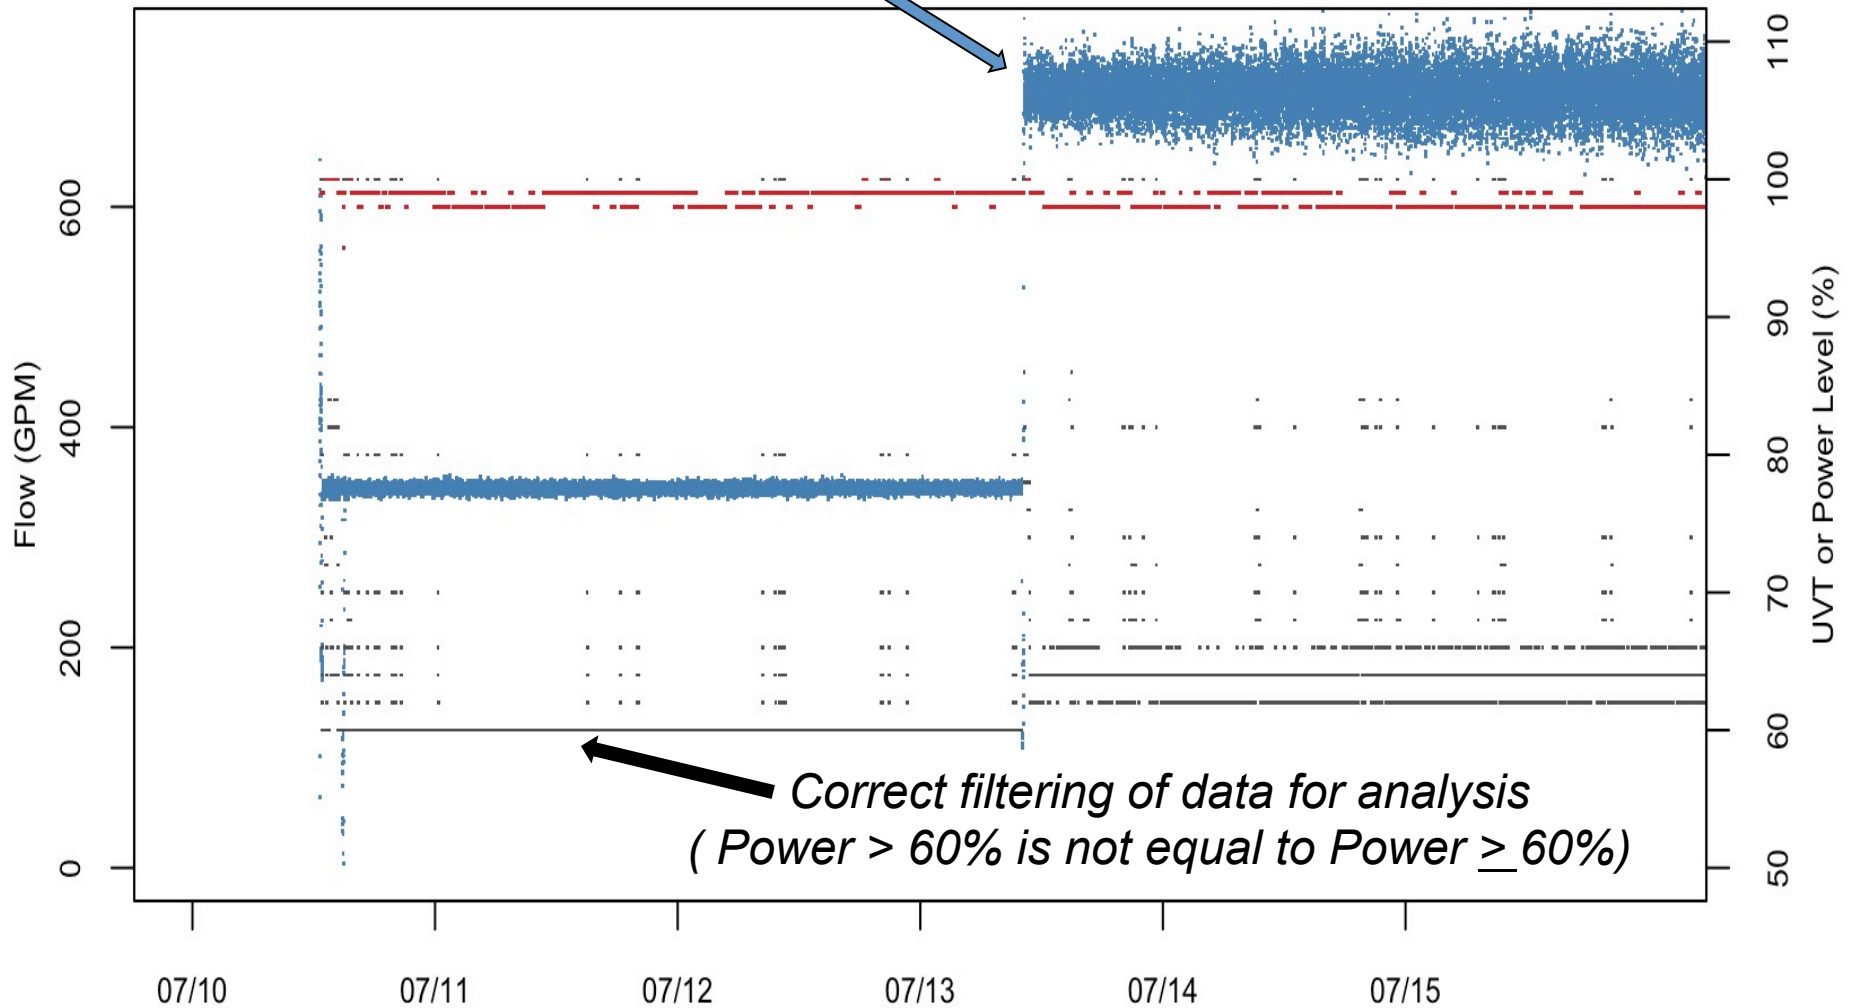 Flow (GPM)
600
400
200
0
110
100
90
80
70
60
50
UVT or Power Level (%)
Correct filtering of data for analysis
( Power > 60% is not equal to Power ≥ 60%)
07/10 07/11 07/12 07/13 07/14 07/15